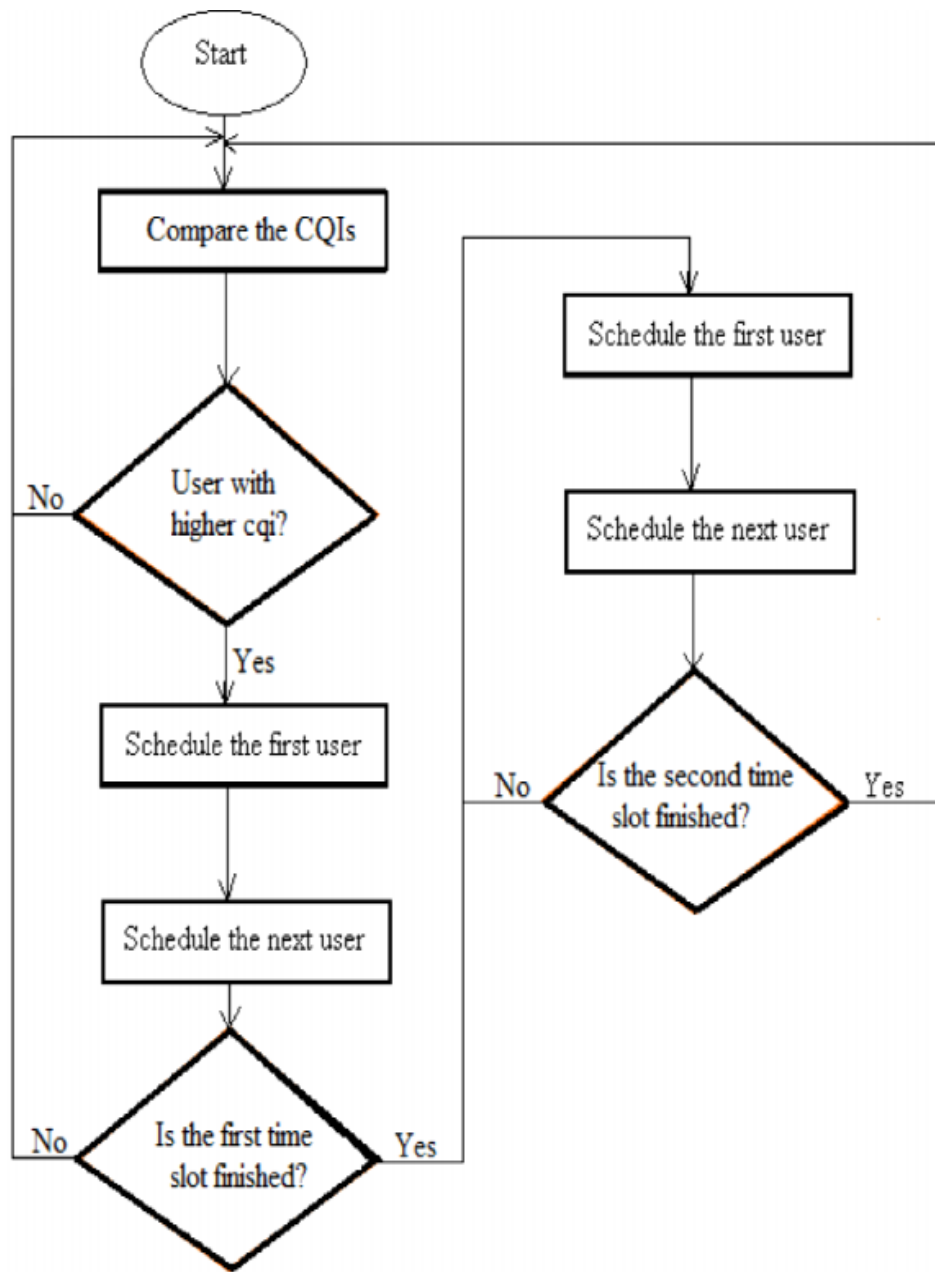 Start
Compare the CQIs
User with
higher cqi?
No
Yes
Schedule the first user
Schedule the next user
Is the first time
slot finished?
No
Yes
Schedule the first user
Schedule the next user
Is the second time
slot finished?
No
Yes